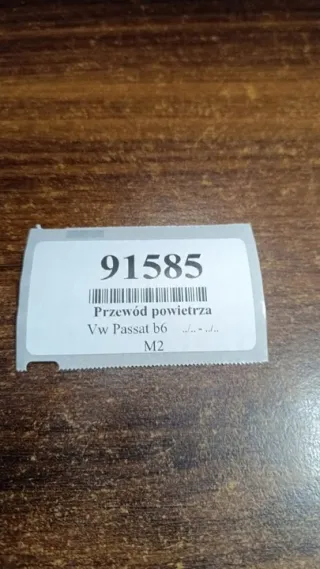 91585
Przewód powietrza
Vw Passat b6 ../.. - ../..
M2